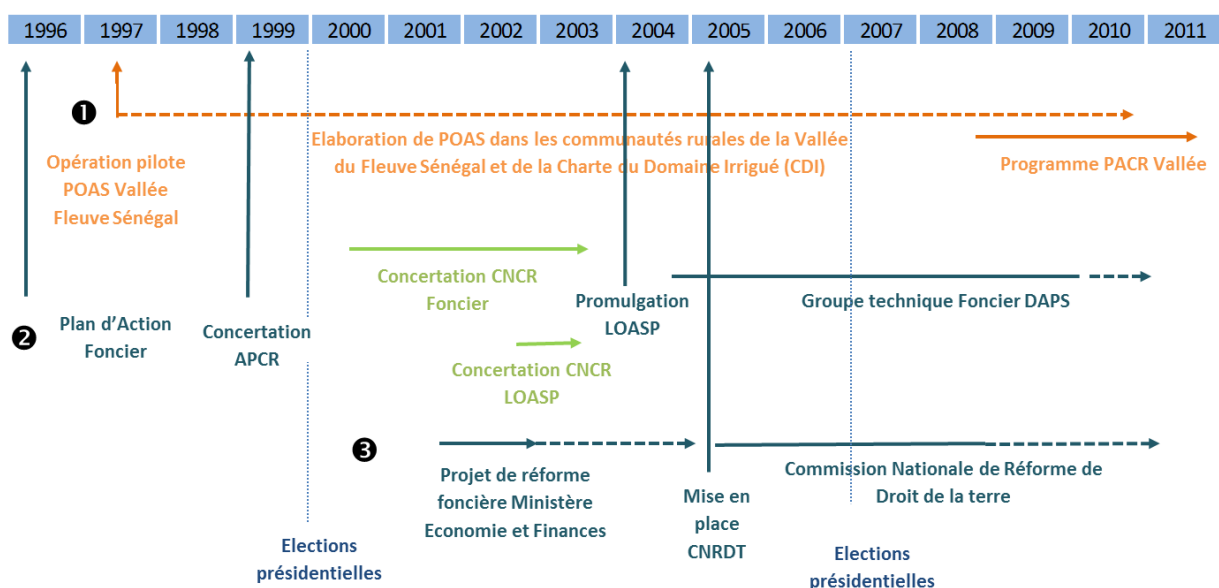 1996 1997 1998 1999 2000 2001 2002 2003 2004 2005 2006 2007 2008 2009 2010 2011
❶
Opération pilote
POAS Vallée
Fleuve Sénégal
Elaboration de POAS dans les communautés rurales de la Vallée
du Fleuve Sénégal et de la Charte du Domaine Irrigué (CDI)
Programme PACR Vallée
❷
Plan d’Action
Foncier
Concertation
APCR
Concertation CNCR
Foncier
Concertation CNCR
LOASP
Promulgation
LOASP
Groupe technique Foncier DAPS
❸
Projet de réforme
foncière Ministère
Economie et Finances
Mise en
place
CNRDT
Commission Nationale de Réforme de
Droit de la terre
Elections
présidentielles
Elections
présidentielles